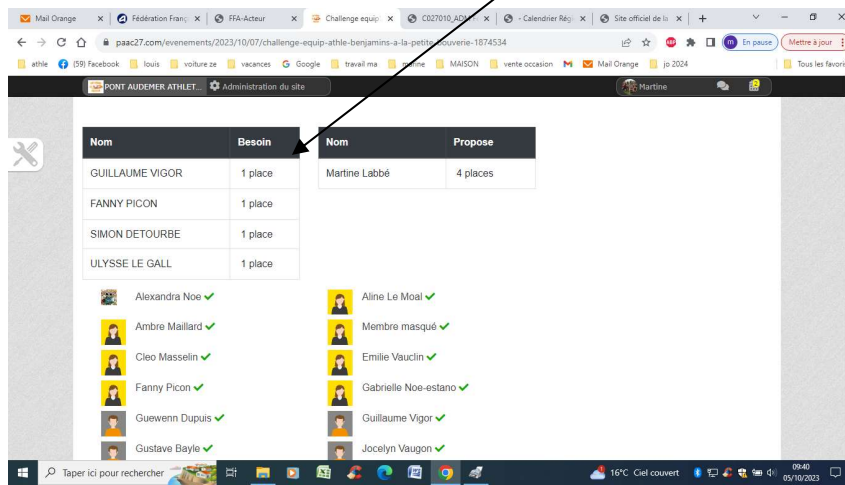 Mail Orange
Fédération Franç
FFA-Acteur
Challenge equip
C027010_ADM
- Calendrier Rég
Site officiel de la
paac27.com/evenements/2023/10/07/challenge-equip-athle-benjamins-a-la-petite-bouverie-1874534
En pause
Mettre à jour
athle (59) Facebook louis voiture ze vacances Google travail ma marine MAISON vente occasion Mail Orange jo 2024 Tous les favoris
PONT AUDEMER ATHLET... Administration du site Martine
Nom Besoin
GUILLAUME VIGOR 1 place
FANNY PICON 1 place
SIMON DETOURBE 1 place
ULYSSE LE GALL 1 place
Nom Propose
Martine Labbé 4 places
Alexandra Noe ✔ Aline Le Moal ✔
Ambre Maillard ✔ Membre masqué ✔
Cleo Masselin ✔ Emilie Vauclin ✔
Fanny Picon ✔ Gabrielle Noe-estano ✔
Guewenn Dupuis ✔ Guillaume Vigor ✔
Gustave Bayle ✔ Jocelyn Vaugon ✔
Taper ici pour rechercher
16°C Ciel couvert
09:40
05/10/2023